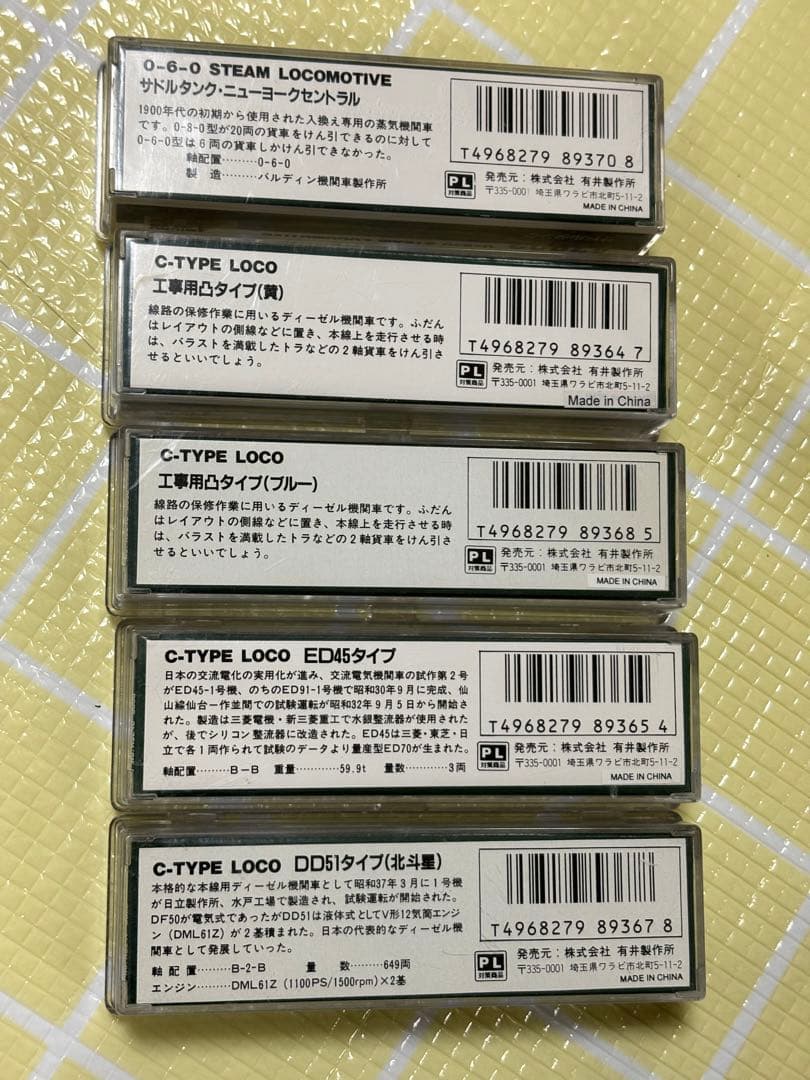 0-6-0 STEAM LOCOMOTIVE
サドルタンク・ニューヨークセントラル
1900年代の初期から使用された入換え専用の蒸気機関車
です。0-8-0型が20両の貨車をけん引できるのに対して
0-6-0型は6両の貨車しかけん引できなかった。
軸配置………0-6-0
製 造………バルディン機関車製作所
T4968279 89370 8
PL 対策商品
発売元：株式会社 有井製作所
〒335-0001 埼玉県ワラビ市北町5-11-2
MADE IN CHINA
C-TYPE LOCO
工事用凸タイプ(黄)
線路の保修作業に用いるディーゼル機関車です。ふだん
はレイアウトの側線などに置き、本線上を走行させる時
は、バラストを満載したトラなどの2軸貨車をけん引さ
せるといいでしょう。
T4968279 89364 7
PL 対策商品
発売元：株式会社 有井製作所
〒335-0001 埼玉県ワラビ市北町5-11-2
Made in China
C-TYPE LOCO
工事用凸タイプ(ブルー)
線路の保修作業に用いるディーゼル機関車です。ふだん
はレイアウトの側線などに置き、本線上を走行させる時
は、バラストを満載したトラなどの2軸貨車をけん引さ
せるといいでしょう。
T4968279 89368 5
PL 対策商品
発売元：株式会社 有井製作所
〒335-0001 埼玉県ワラビ市北町5-11-2
MADE IN CHINA
C-TYPE LOCO ED45タイプ
日本の交流電化の実用化が進み、交流電気機関車の試作第2号
がED45-1号機、のちのED91-1号機で昭和30年9月に完成、仙
山線仙台ー作並間での試験運転が昭和32年9月5日から開始さ
れた。製造は三菱電機・新三菱重工で水銀整流器が使用された
が、後でシリコン整流器に改造された。ED45は三菱・東芝・日
立で各1両作られて試験のデータより量産型ED70が生まれた。
軸配置………B-B 重量…………59.9t 量数…………3両
T4968279 89365 4
PL 対策商品
発売元：株式会社 有井製作所
〒335-0001 埼玉県ワラビ市北町5-11-2
MADE IN CHINA
C-TYPE LOCO DD51タイプ(北斗星)
本格的な本線用ディーゼル機関車として昭和37年3月に1号機
が日立製作所、水戸工場で製造され、試験運転が開始された。
DF50が電気式であったがDD51は液体式としてV形12気筒エンジ
ン(DML61Z)が2基積まれた。日本の代表的なディーゼル機
関車として発展していった。
軸 配 置………B-2-B 量 数………649両
エンジン………DML61Z (1100PS/1500rpm)×2基
T4968279 89367 8
PL 対策商品
発売元：株式会社 有井製作所
〒335-0001 埼玉県ワラビ市北町5-11-2
MADE IN CHINA